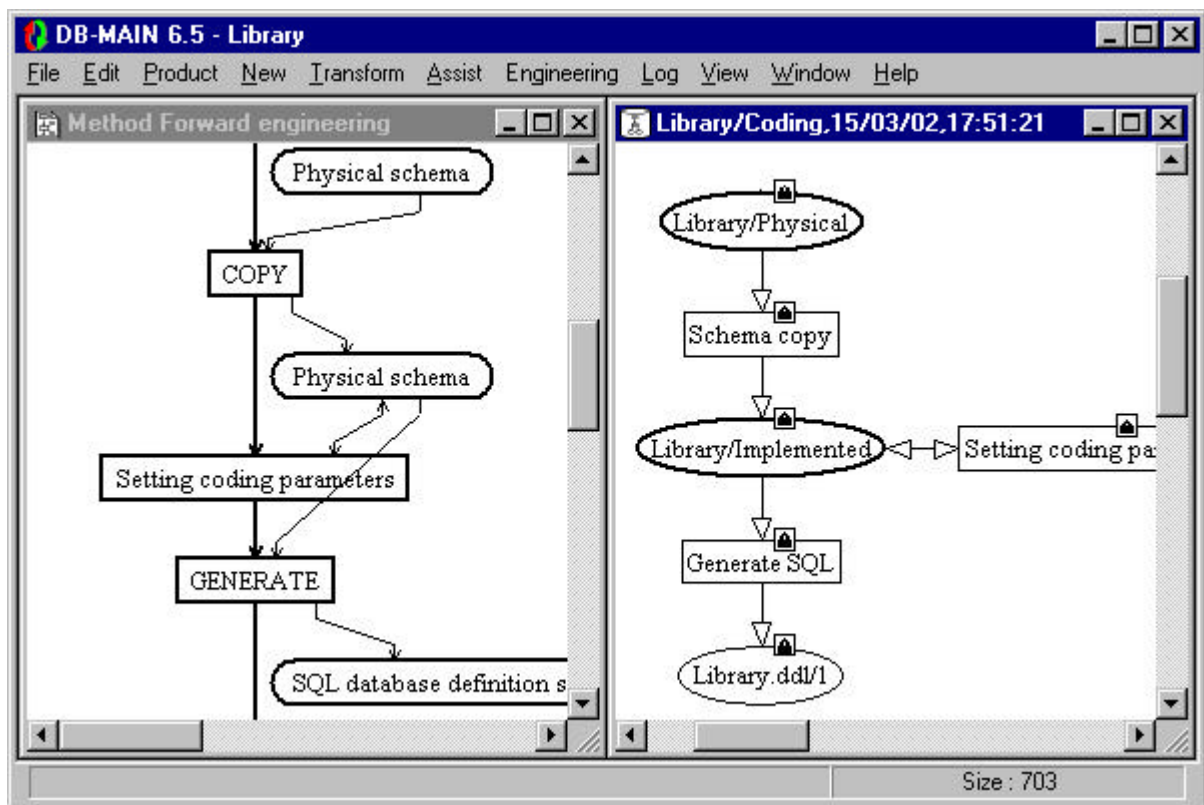 DB-MAIN 6.5 - Library
File Edit Product New Transform Assist Engineering Log View Window Help
Method Forward engineering
Physical schema
COPY
Physical schema
Setting coding parameters
GENERATE
SQL database definition s
Library/Coding,15/03/02,17:51:21
Library/Physical
Schema copy
Library/Implemented
Setting coding pa
Generate SQL
Library.ddl/1
Size : 703